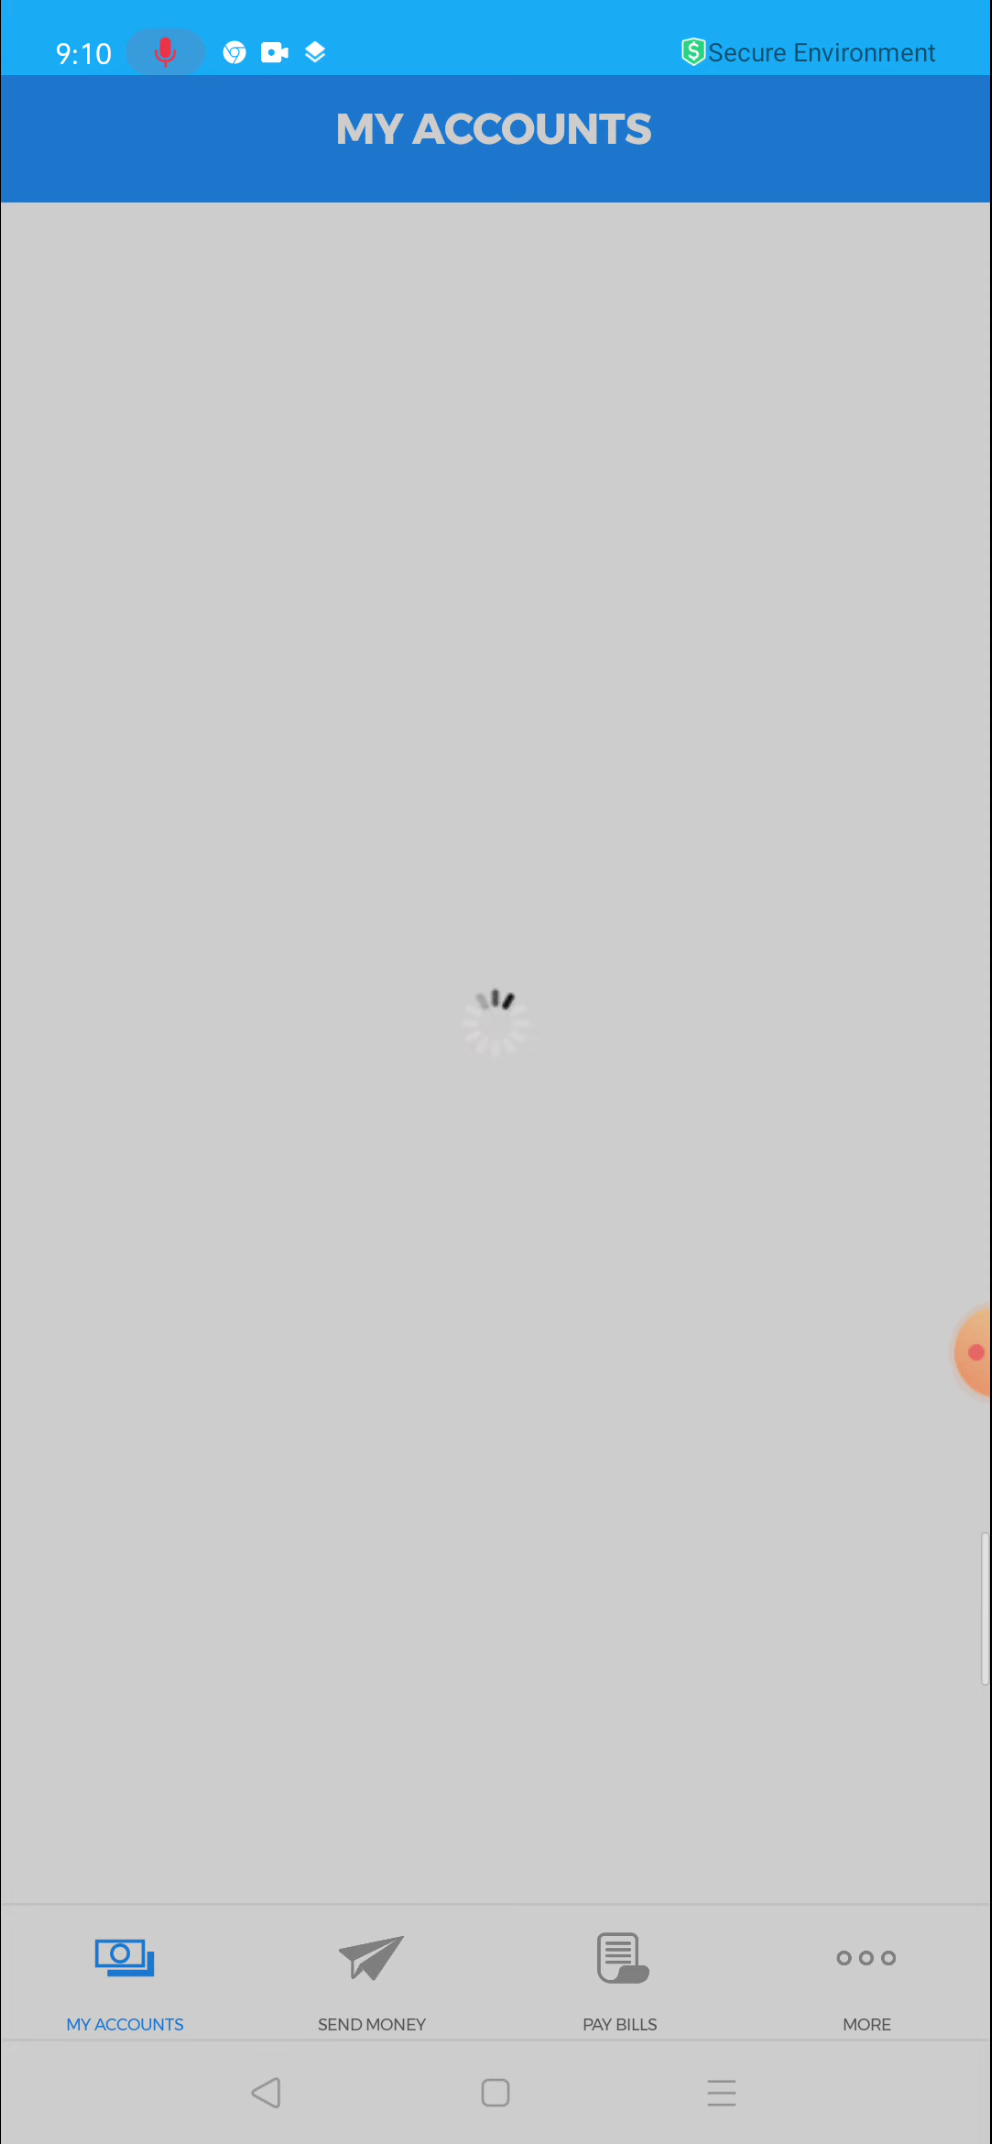 9:10
Secure Environment
MY ACCOUNTS
MY ACCOUNTS
SEND MONEY
PAY BILLS
MORE